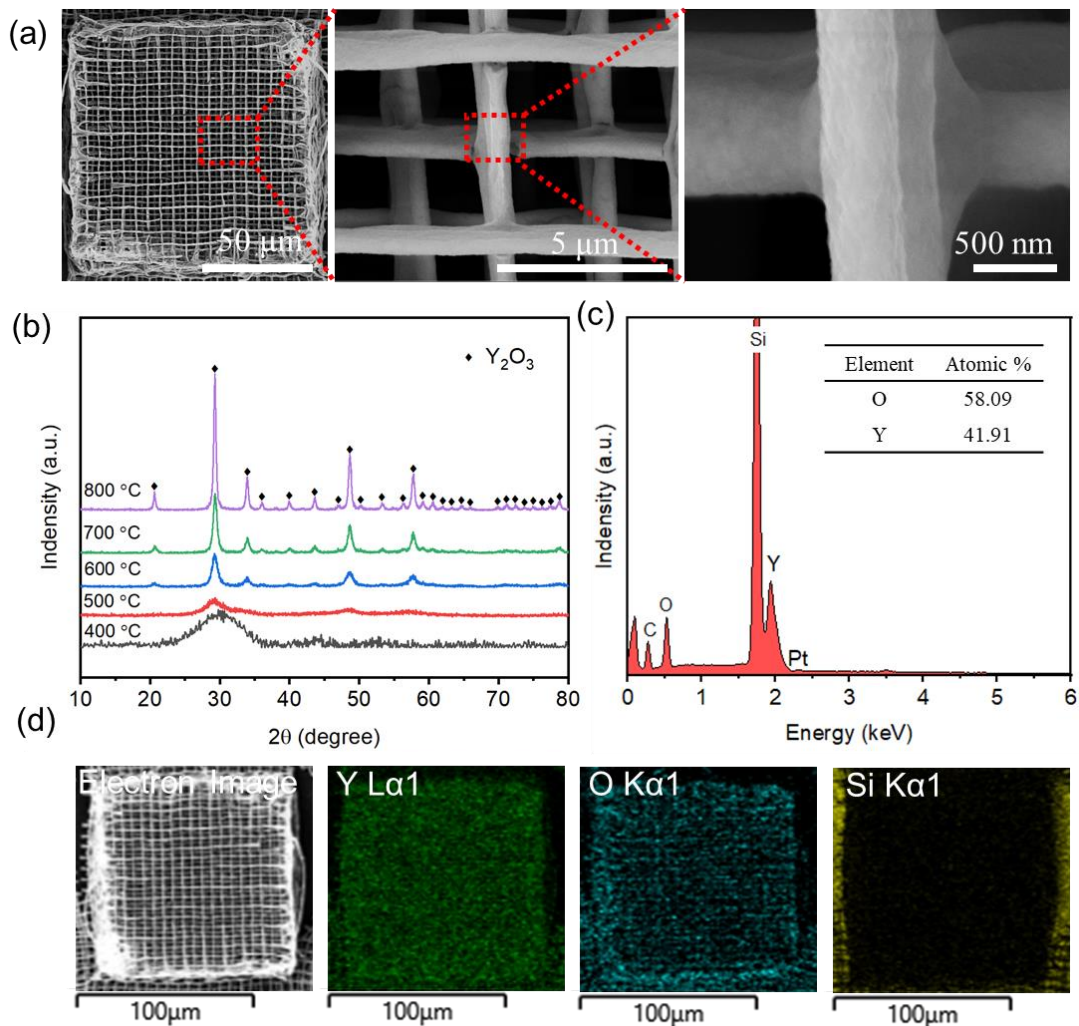 (a)
50 μm
5 μm
500 nm
(b)
Indensity (a.u.)
♦ Y₂O₃
800 °C
700 °C
600 °C
500 °C
400 °C
10 20 30 40 50 60 70 80
2θ (degree)
(c)
Indensity (a.u.)
Si
Element Atomic %
O 58.09
Y 41.91
Y
O
C
Pt
0 1 2 3 4 5 6
Energy (keV)
(d)
Electron Image
Y Lα1
O Kα1
Si Kα1
100μm
100μm
100μm
100μm